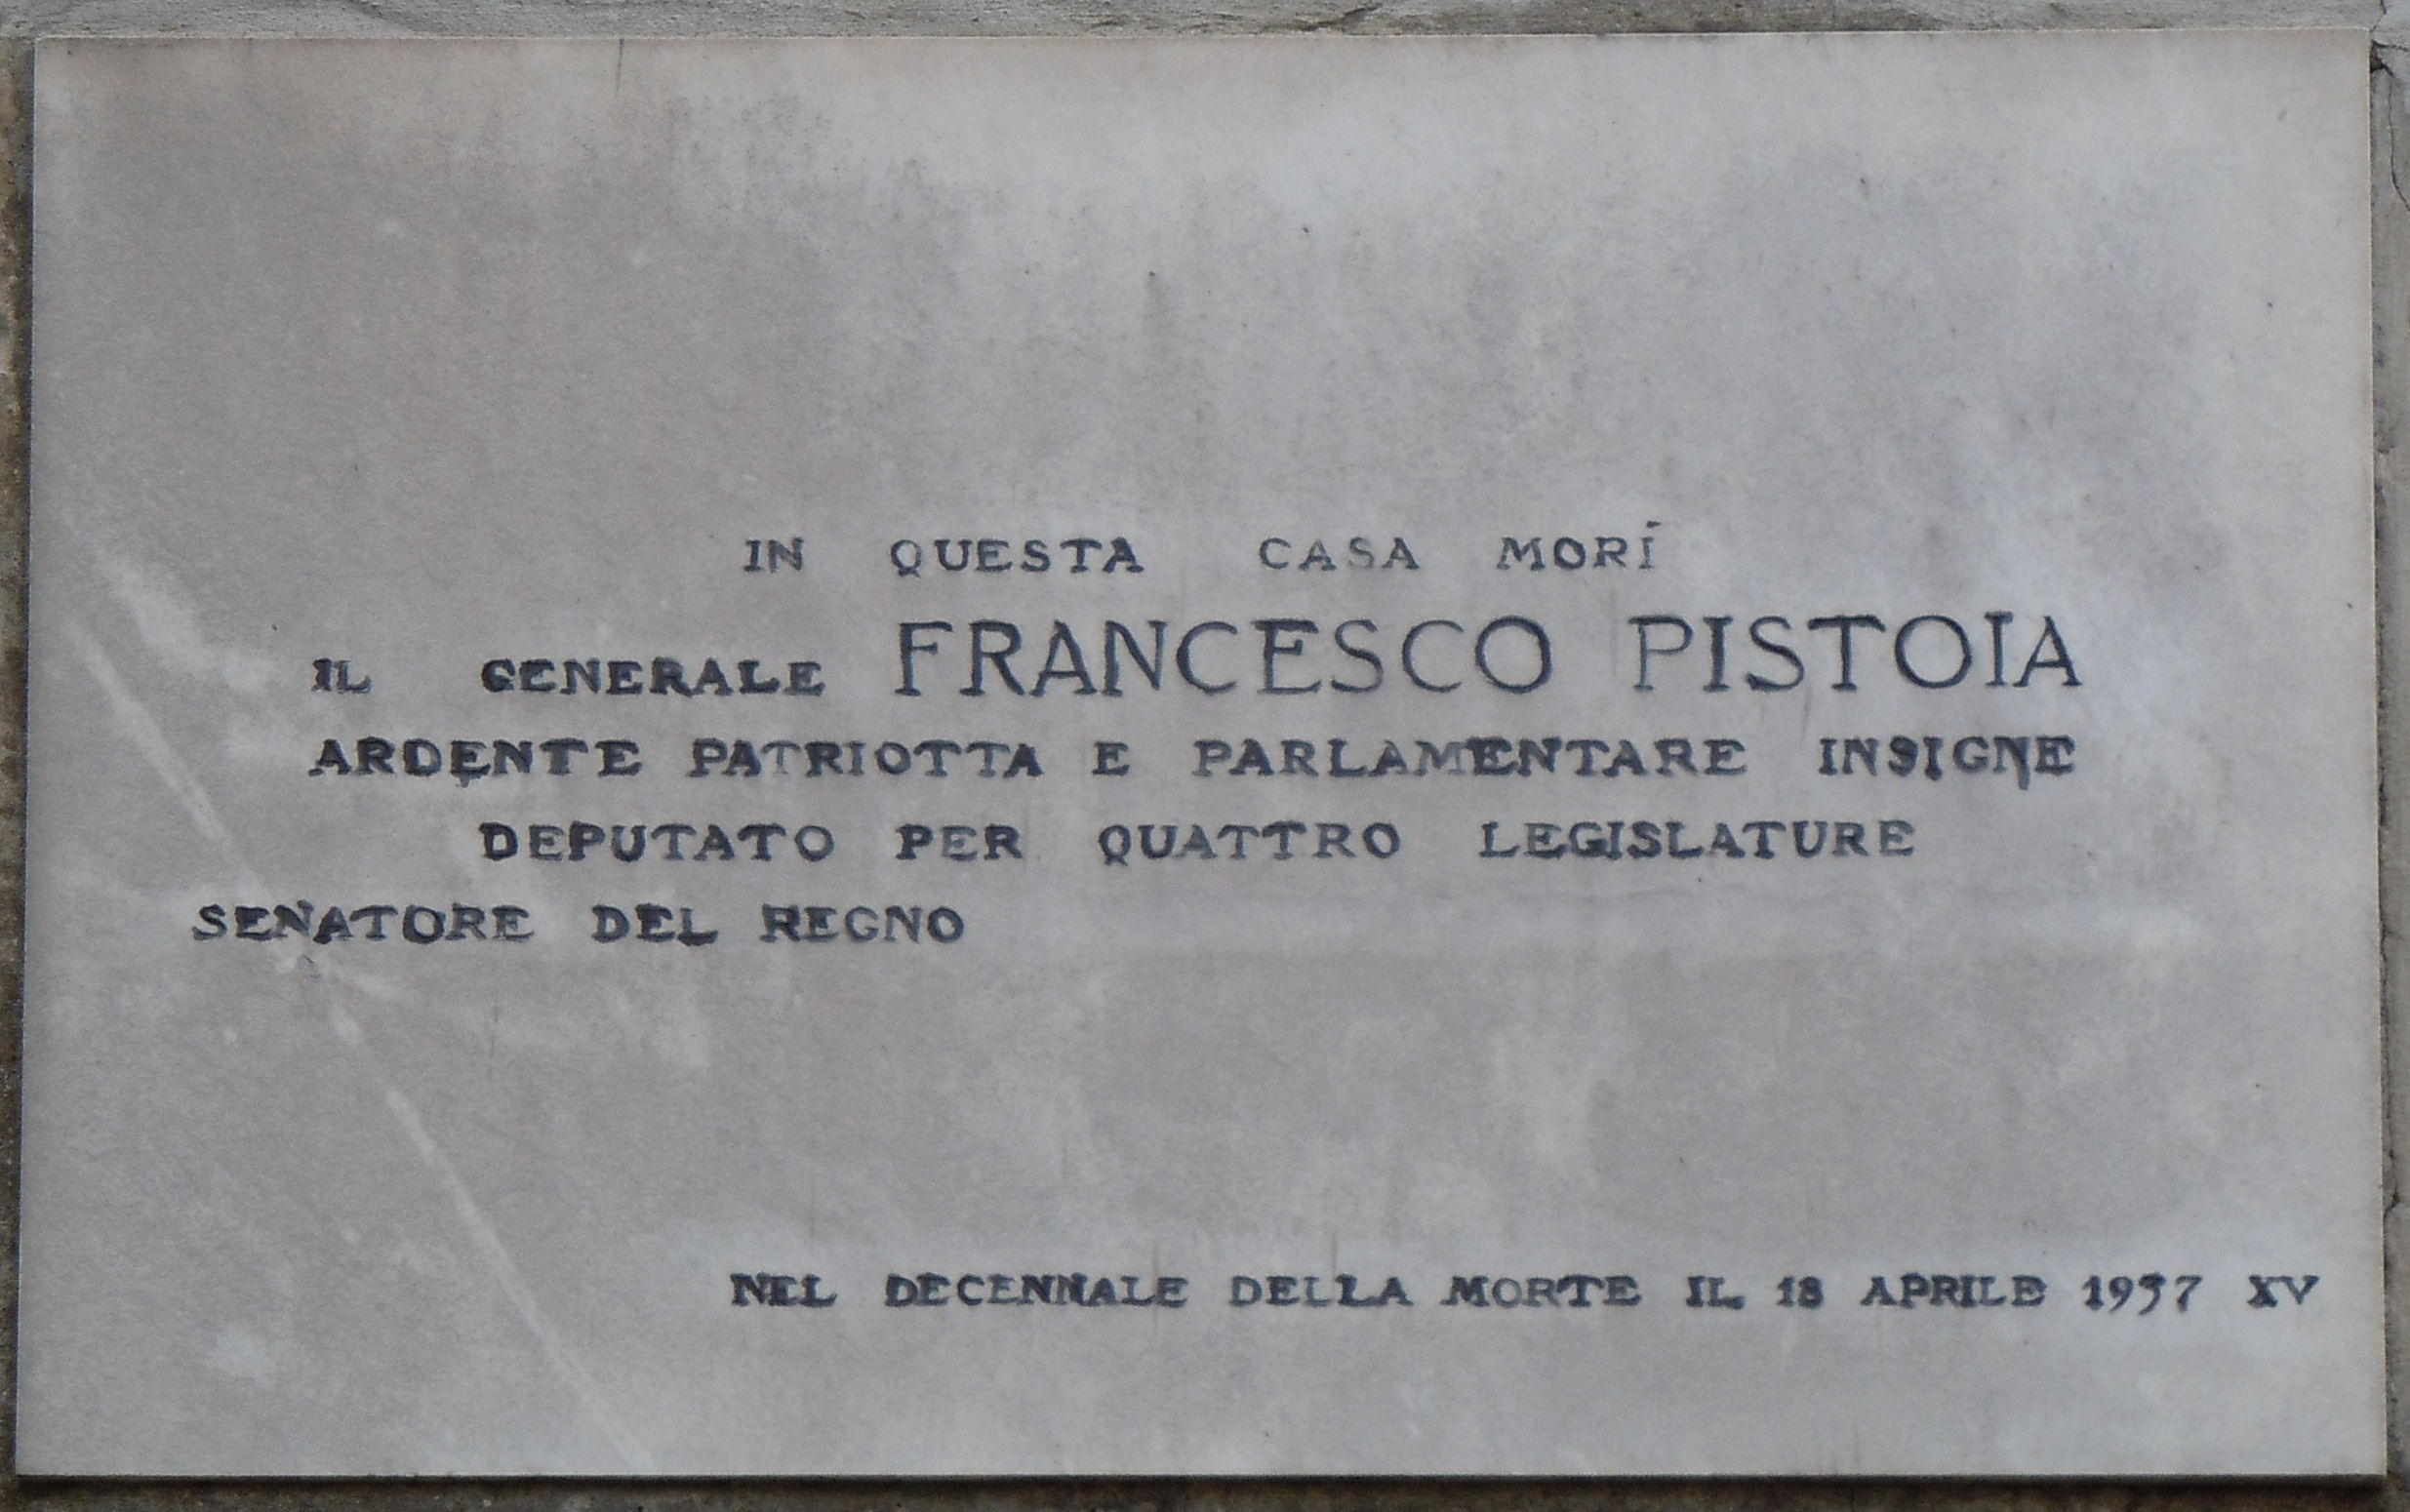 IN QUESTA CASA MORÍ
IL GENERALE FRANCESCO PISTOIA
ARDENTE PATRIOTTA E PARLAMENTARE INSIGNE
DEPUTATO PER QUATTRO LEGISLATURE
SENATORE DEL REGNO
NEL DECENNALE DELLA MORTE IL 18 APRILE 1937 XV